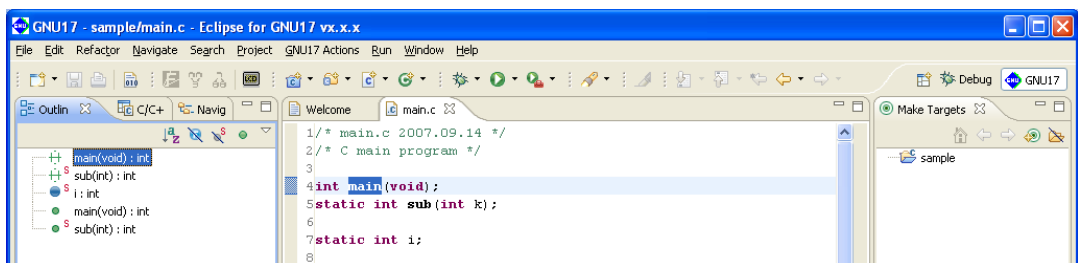 GNU17 - sample/main.c - Eclipse for GNU17 vx.x.x
File Edit Refactor Navigate Search Project GNU17 Actions Run Window Help
010 LCD Debug GNU GNU17
Outlin C/C+ Navig Welcome main.c Make Targets
main(void) : int
sub(int) : int
i : int
main(void) : int
sub(int) : int
1/* main.c 2007.09.14 */
2/* C main program */
3
4int main(void);
5static int sub(int k);
6
7static int i;
8
sample